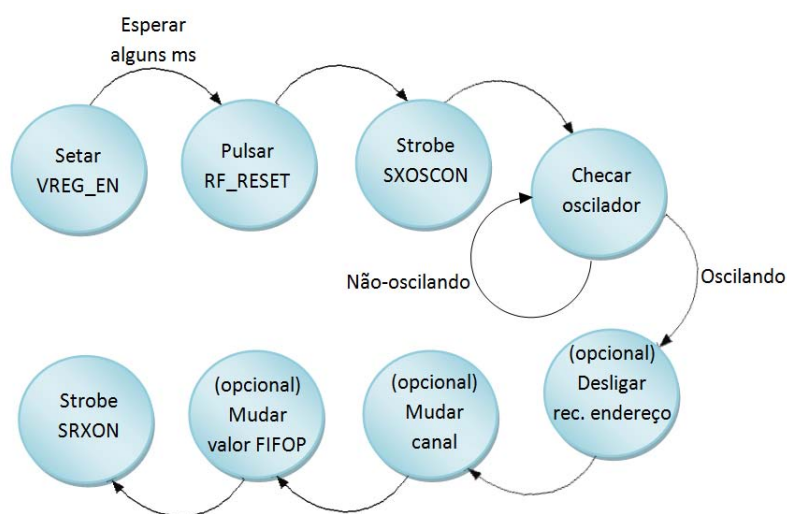 Esperar
alguns ms
Setar
VREG_EN
Pulsar
RF_RESET
Strobe
SXOSCON
Checar
oscilador
Não-oscilando
Oscilando
(opcional)
Desligar
rec. endereço
(opcional)
Mudar
canal
(opcional)
Mudar
valor FIFOP
Strobe
SRXON